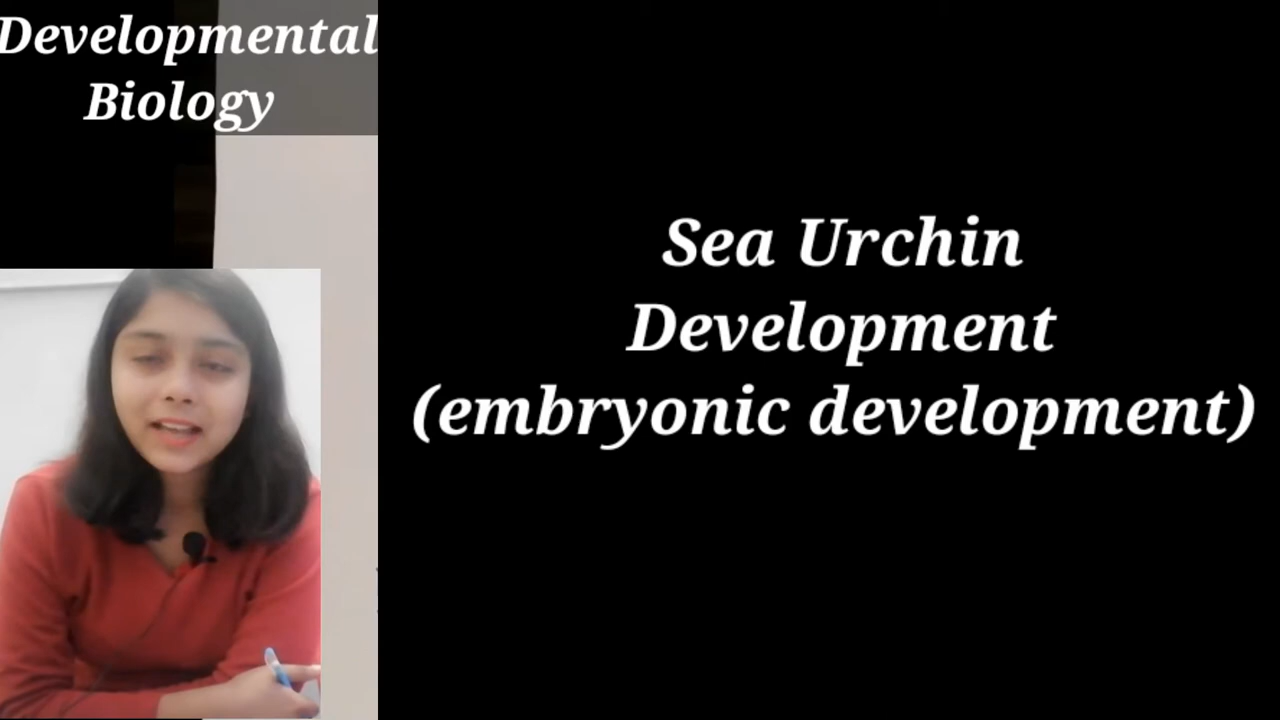 Developmental
Biology
Sea Urchin
Development
(embryonic development)